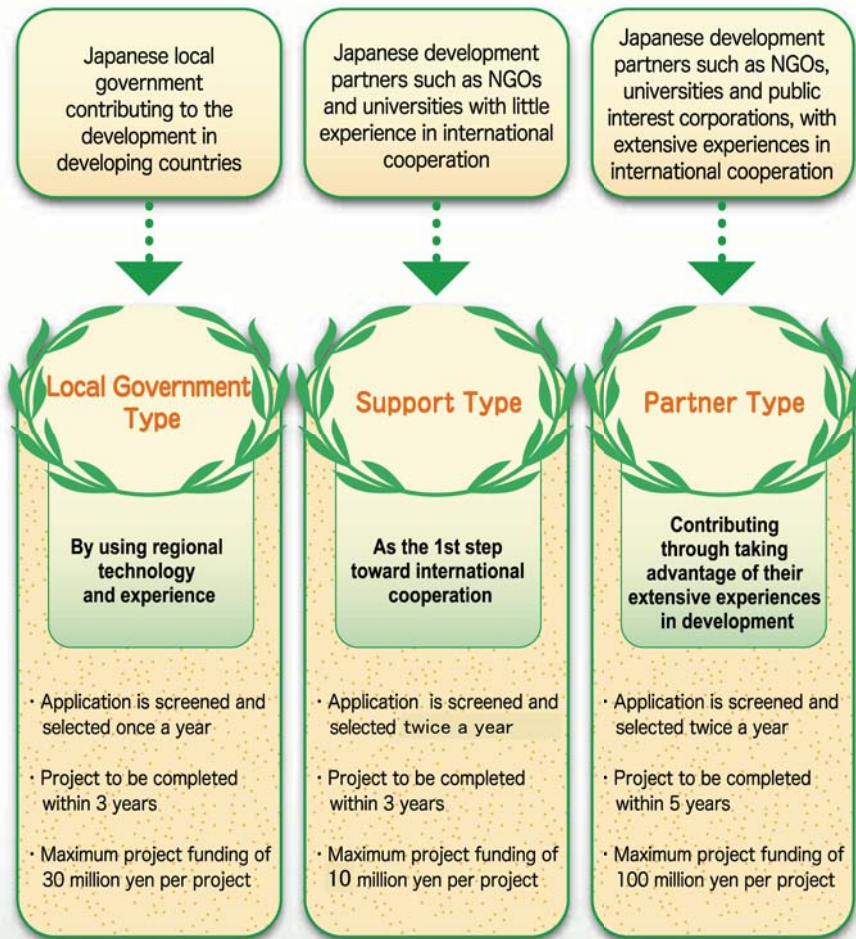 Japanese local
government
contributing to the
development in
developing countries
Japanese development
partners such as NGOs
and universities with little
experience in international
cooperation
Japanese development
partners such as NGOs,
universities and public
interest corporations, with
extensive experiences in
international cooperation
Local Government
Type
Support Type
Partner Type
By using regional
technology
and experience
As the 1st step
toward international
cooperation
Contributing
through taking
advantage of their
extensive experiences
in development
· Application is screened and
selected once a year
· Project to be completed
within 3 years
· Maximum project funding of
30 million yen per project
· Application is screened and
selected twice a year
· Project to be completed
within 3 years
· Maximum project funding of
10 million yen per project
· Application is screened and
selected twice a year
· Project to be completed
within 5 years
· Maximum project funding of
100 million yen per project